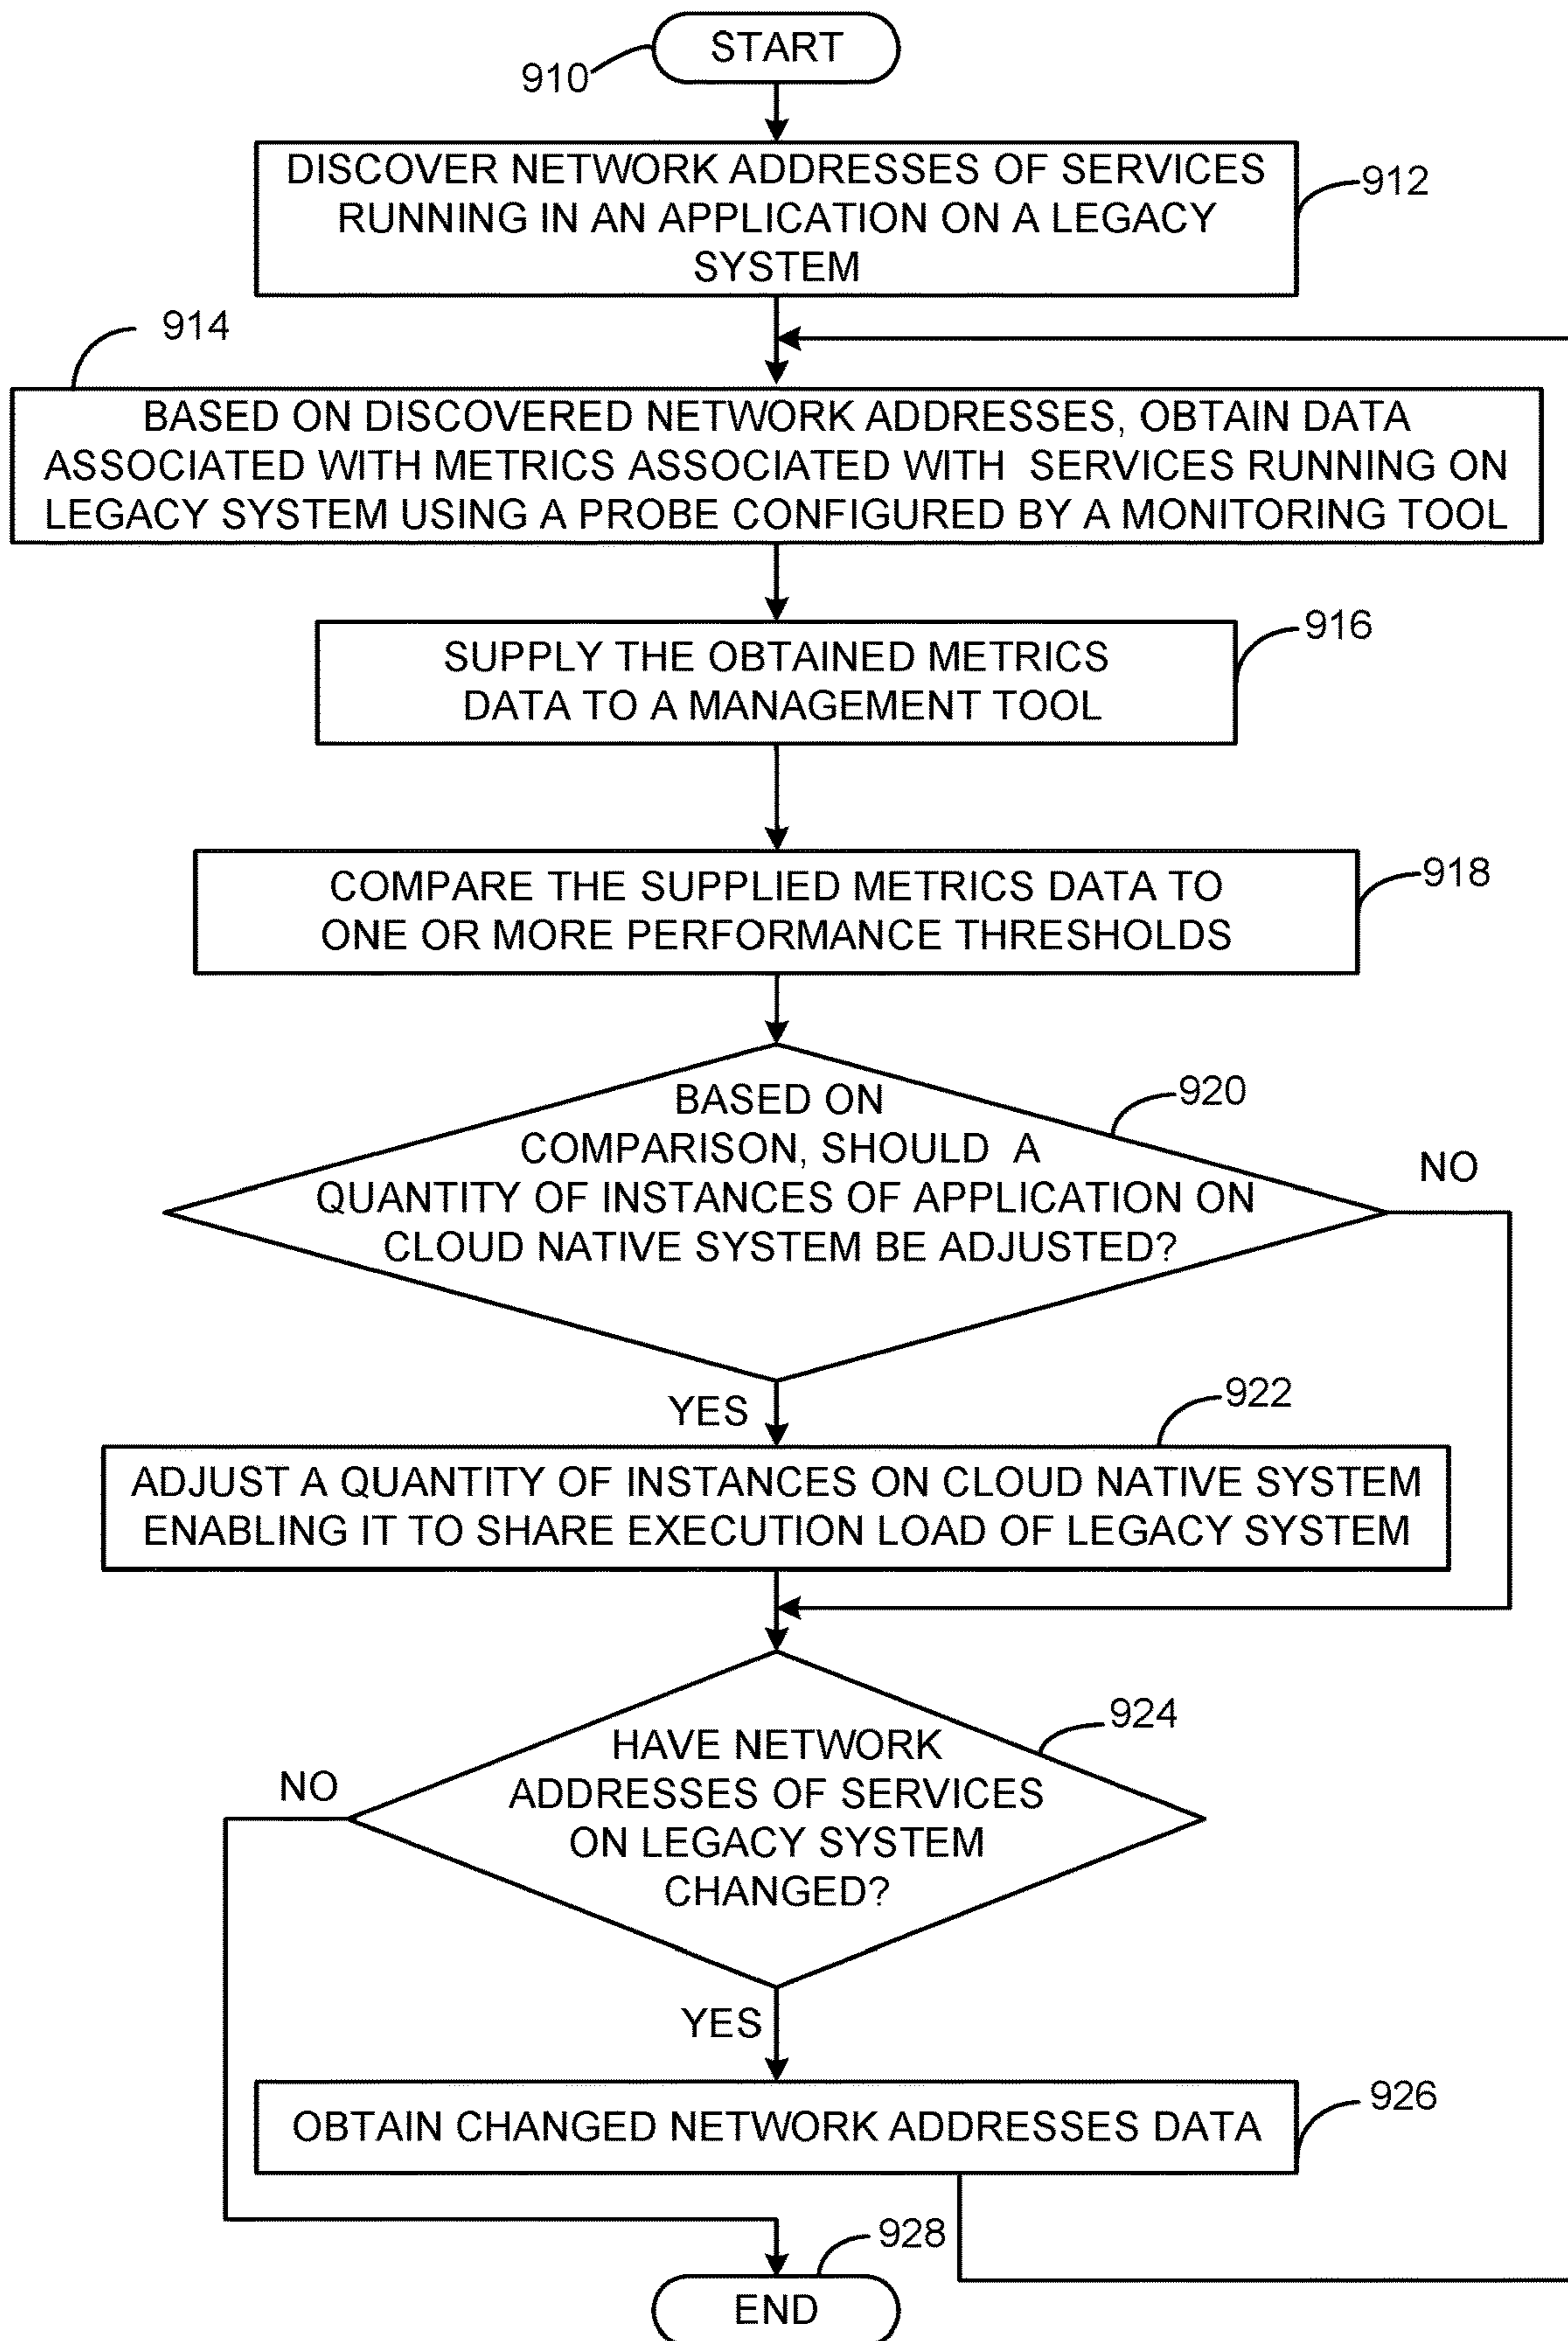 START
910
DISCOVER NETWORK ADDRESSES OF SERVICES
RUNNING IN AN APPLICATION ON A LEGACY
SYSTEM
912
914
BASED ON DISCOVERED NETWORK ADDRESSES, OBTAIN DATA
ASSOCIATED WITH METRICS ASSOCIATED WITH SERVICES RUNNING ON
LEGACY SYSTEM USING A PROBE CONFIGURED BY A MONITORING TOOL
916
SUPPLY THE OBTAINED METRICS
DATA TO A MANAGEMENT TOOL
918
COMPARE THE SUPPLIED METRICS DATA TO
ONE OR MORE PERFORMANCE THRESHOLDS
920
BASED ON
COMPARISON, SHOULD A
QUANTITY OF INSTANCES OF APPLICATION ON
CLOUD NATIVE SYSTEM BE ADJUSTED?
NO
YES
922
ADJUST A QUANTITY OF INSTANCES ON CLOUD NATIVE SYSTEM
ENABLING IT TO SHARE EXECUTION LOAD OF LEGACY SYSTEM
924
HAVE NETWORK
ADDRESSES OF SERVICES
ON LEGACY SYSTEM
CHANGED?
NO
YES
926
OBTAIN CHANGED NETWORK ADDRESSES DATA
928
END